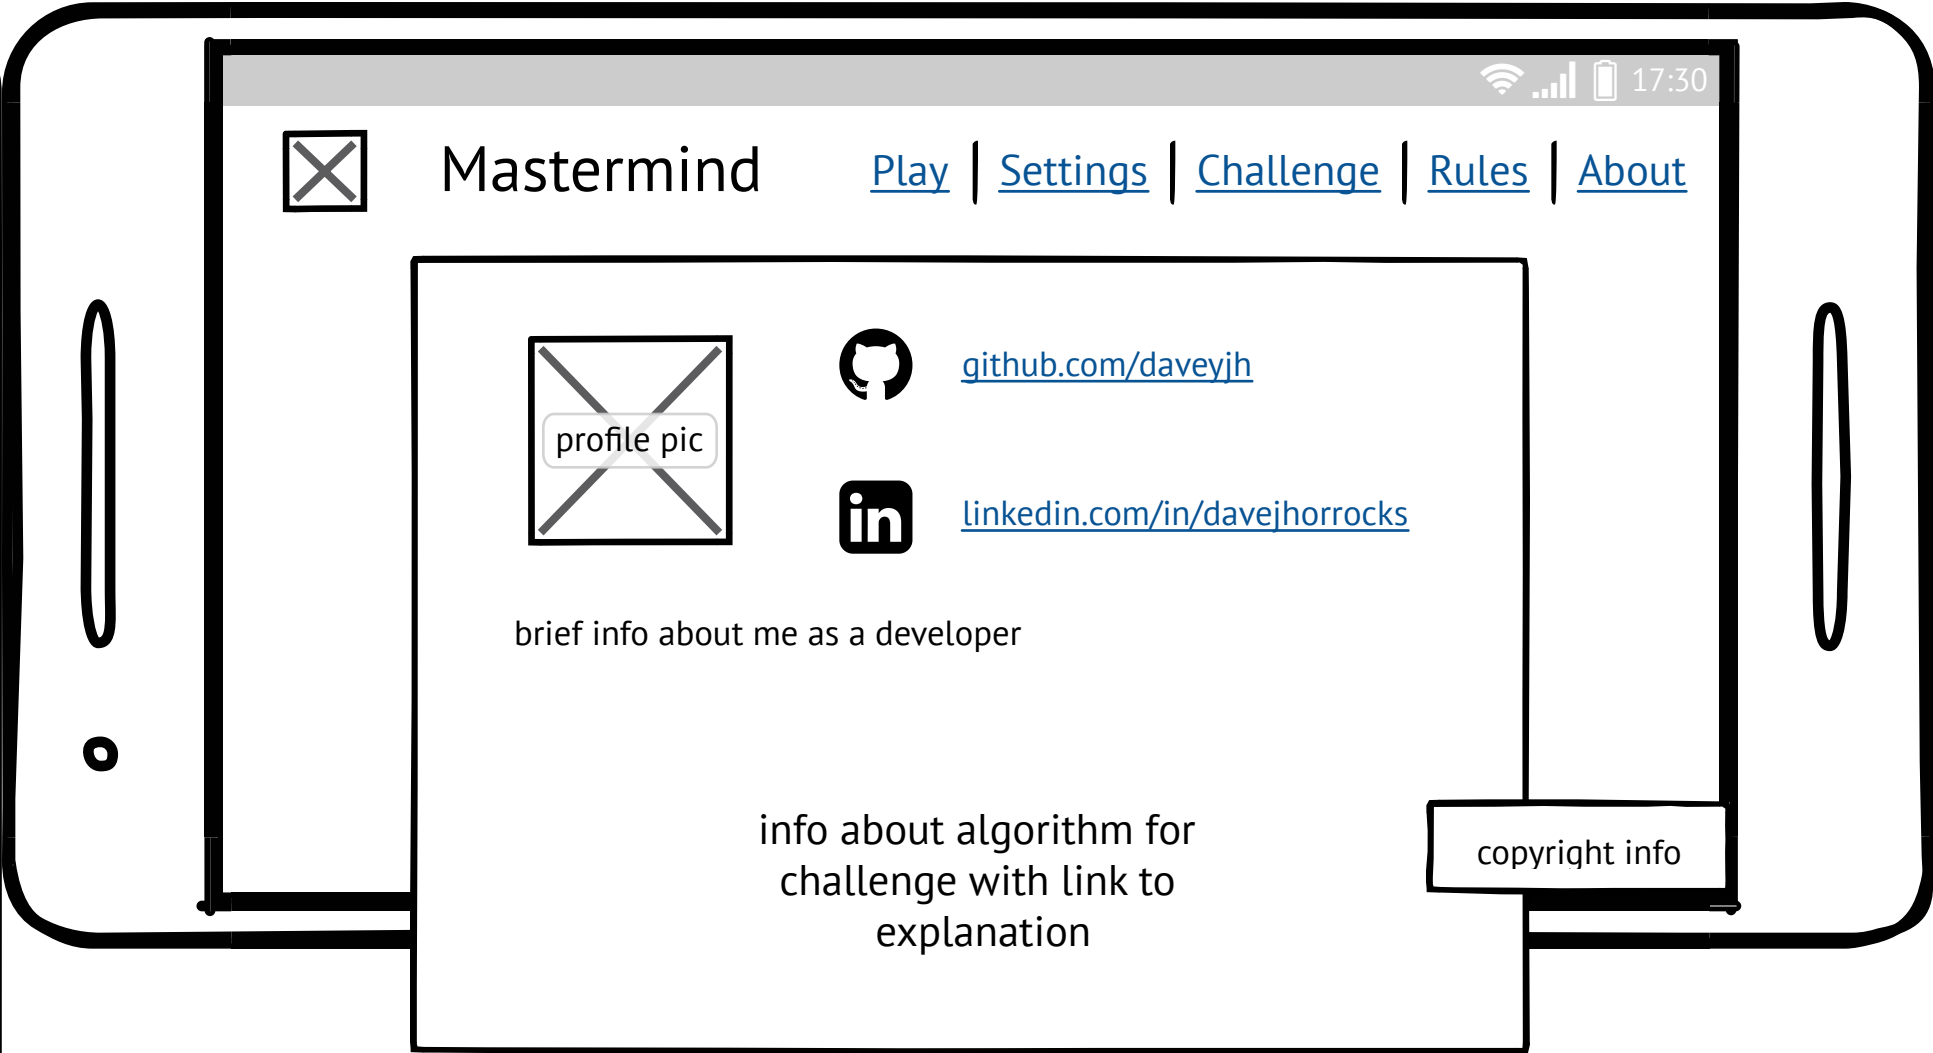 17:30
Mastermind
Play
Settings
Challenge
Rules
About
github.com/daveyjh
profile pic
in
linkedin.com/in/davejhorrocks
brief info about me as a developer
info about algorithm for
challenge with link to
explanation
copyright info